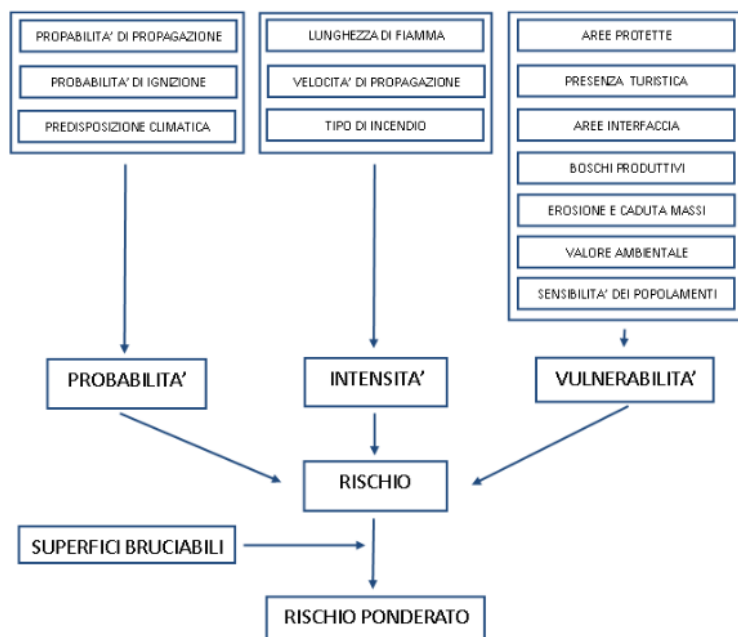 PROPABILITA' DI PROPAGAZIONE
PROBABILITA' DI IGNIZIONE
PREDISPOSIZIONE CLIMATICA
LUNGHEZZA DI FIAMMA
VELOCITA' DI PROPAGAZIONE
TIPO DI INCENDIO
AREE PROTETTE
PRESENZA TURISTICA
AREE INTERFACCIA
BOSCHI PRODUTTIVI
EROSIONE E CADUTA MASSI
VALORE AMBIENTALE
SENSIBILITA' DEI POPOLAMENTI
PROBABILITA'
INTENSITA'
VULNERABILITA'
RISCHIO
SUPERFICI BRUCIABILI
RISCHIO PONDERATO